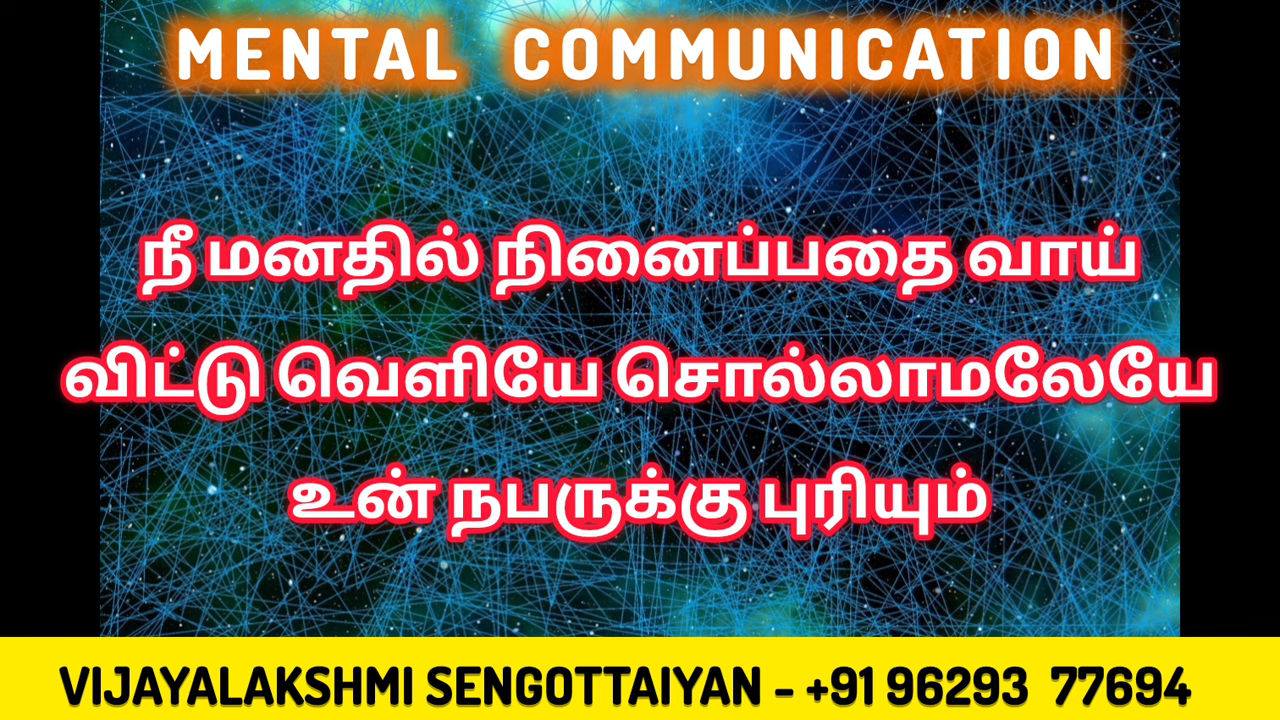 MENTAL COMMUNICATION
நீ மனதில் நினைப்பதை வாய்
விட்டு வெளியே சொல்லாமலேயே
உன் நபருக்கு புரியும்
VIJAYALAKSHMI SENGOTTAIYAN - +91 96293 77694